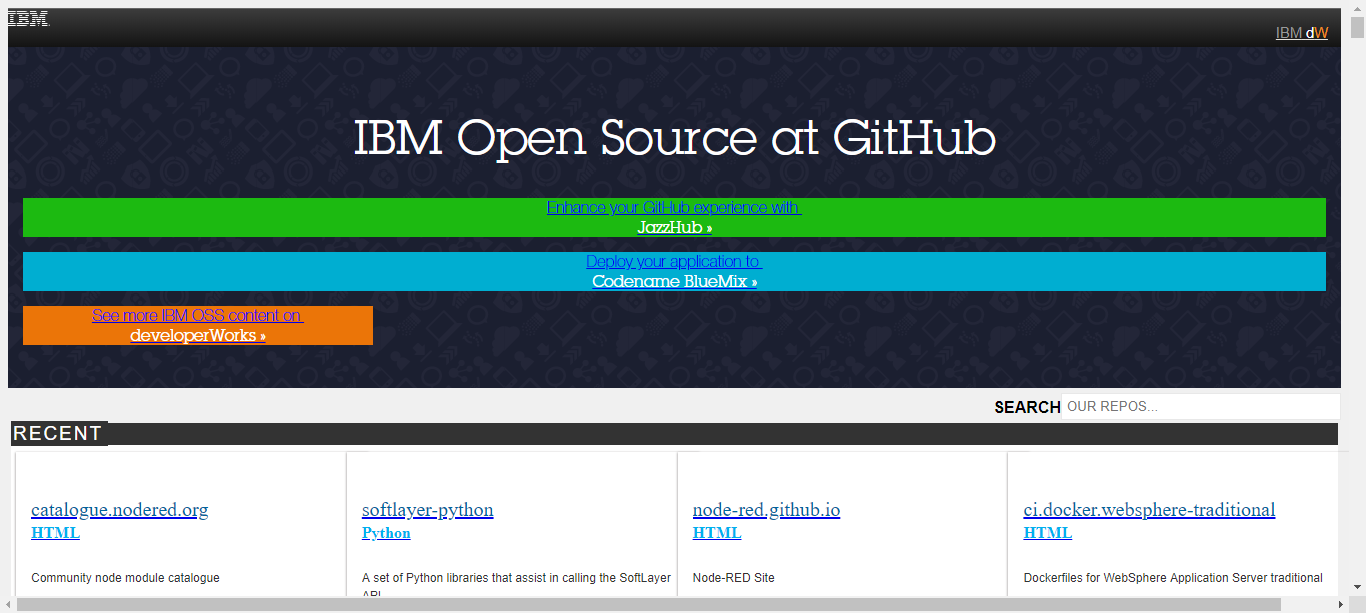 IBM
IBM dW
IBM Open Source at GitHub
Enhance your GitHub experience with
JazzHub »
Deploy your application to
Codename BlueMix »
See more IBM OSS content on
developerWorks »
SEARCH OUR REPOS...
RECENT
catalogue.nodered.org
HTML
Community node module catalogue
softlayer-python
Python
A set of Python libraries that assist in calling the SoftLayer
API.
node-red.github.io
HTML
Node-RED Site
ci.docker.websphere-traditional
HTML
Dockerfiles for WebSphere Application Server traditional